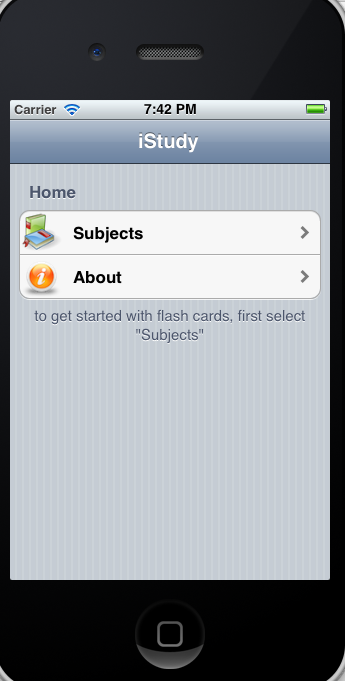 Carrier 7:42 PM
iStudy
Home
Subjects
About
to get started with flash cards, first select
"Subjects"